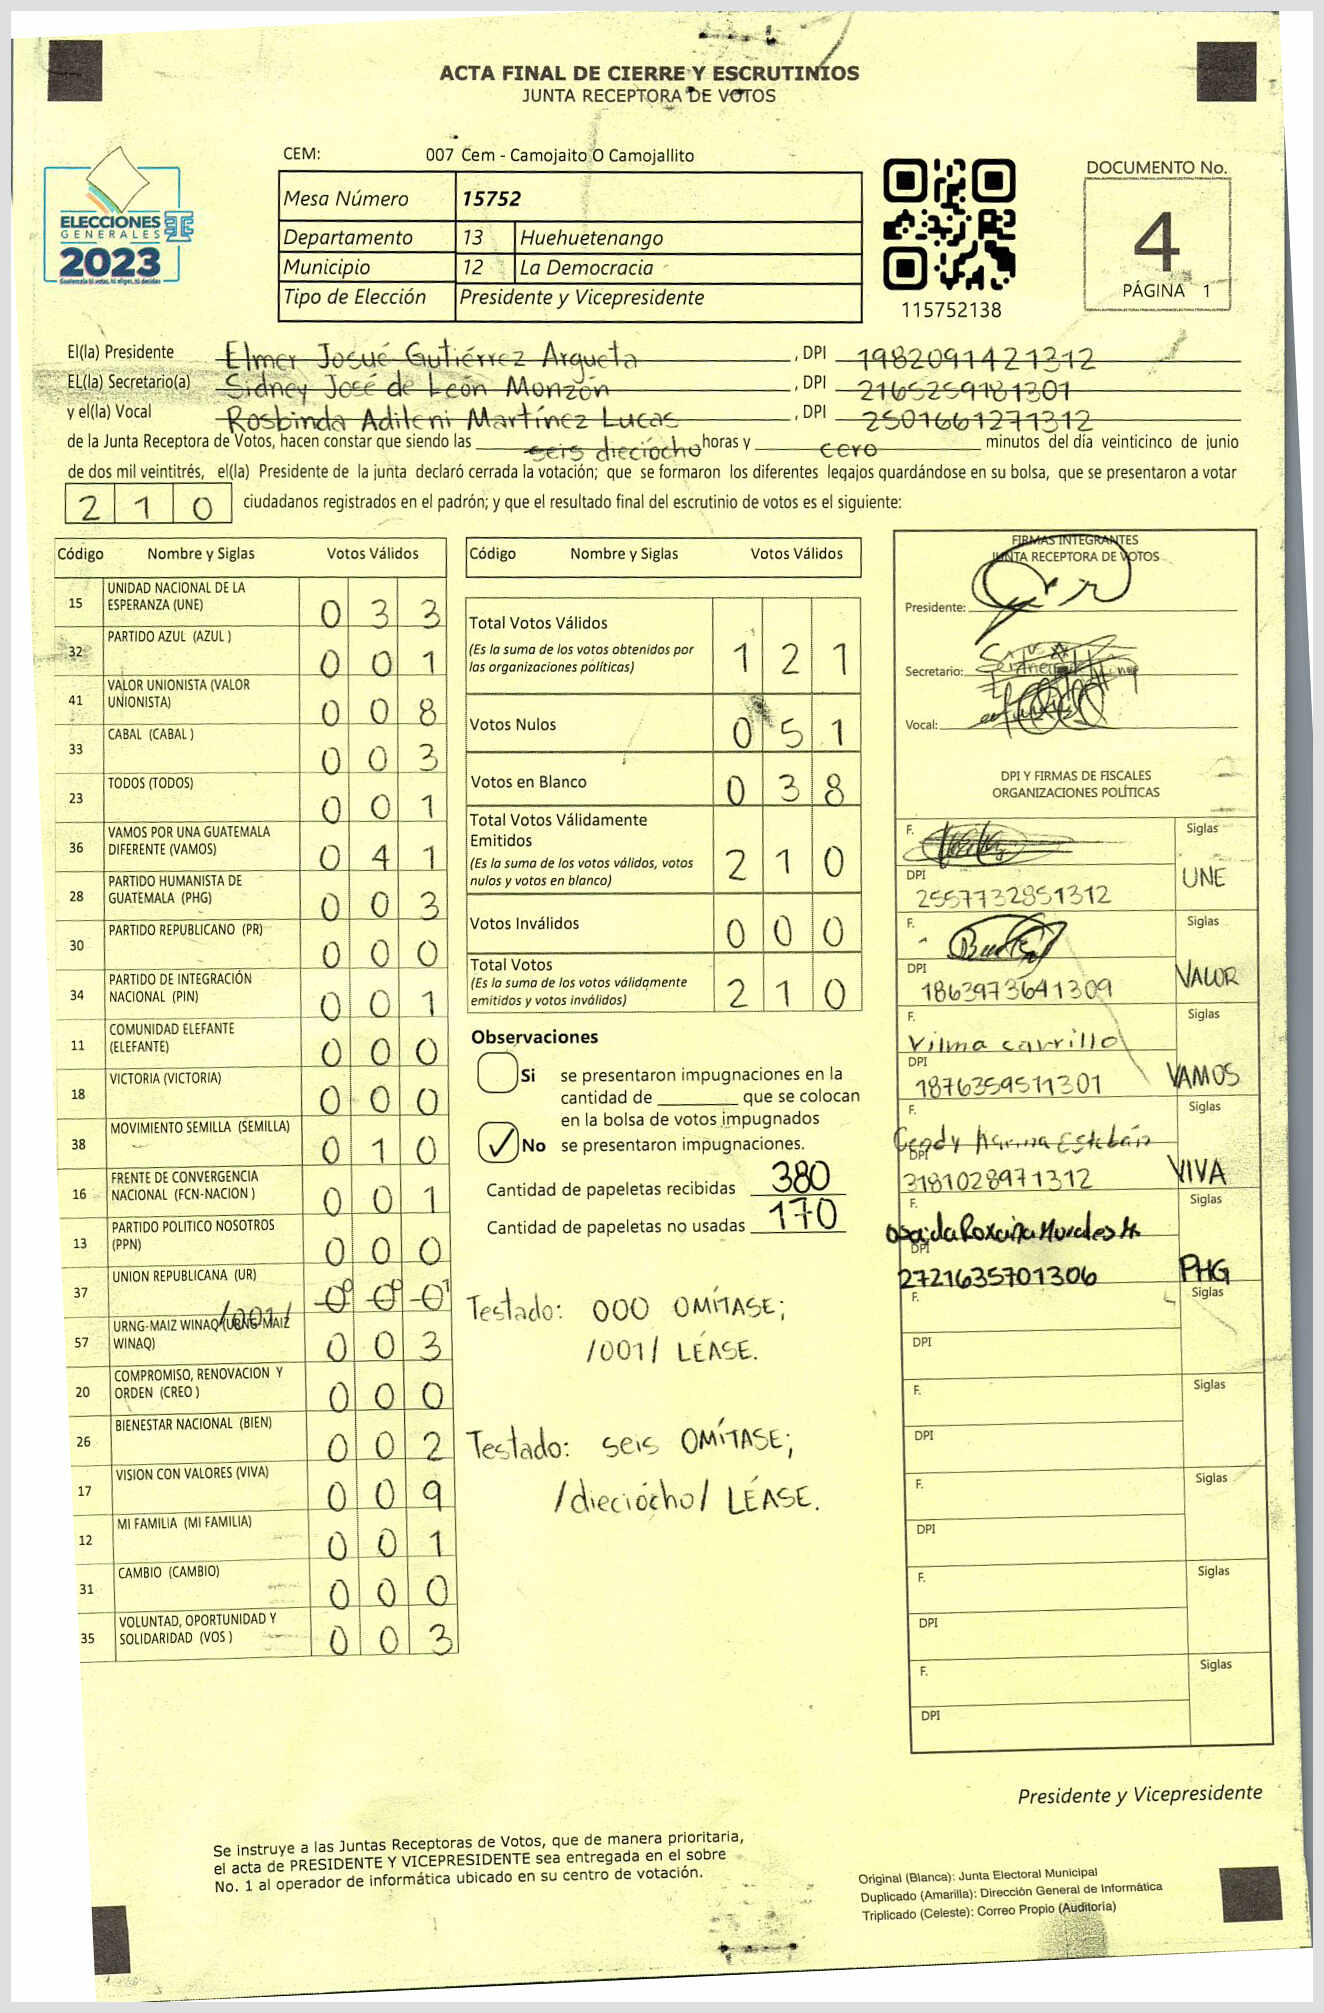 ACTA FINAL DE CIERRE Y ESCRUTINIOS
JUNTA RECEPTORA DE VOTOS
CEM: 007 Cem - Camojaito O Camojallito
ELECCIONES
GENERALES
2023
Guatemala tú votas, tú eliges, tú decides
Mesa Número 15752
Departamento 13 Huehuetenango
Municipio 12 La Democracia
Tipo de Elección Presidente y Vicepresidente
115752138
DOCUMENTO No.
4
PÁGINA 1
El(la) Presidente Elmer Josué Gutiérrez Argueta , DPI 1982091421312
EL(la) Secretario(a) Sidney José de León Monzón , DPI 2165259181301
y el(la) Vocal Rosbinda Adileni Martínez Lucas , DPI 2501661271312
de la Junta Receptora de Votos, hacen constar que siendo las seis dieciócho horas y cero minutos del día veinticinco de junio
de dos mil veintitrés, el(la) Presidente de la junta declaró cerrada la votación; que se formaron los diferentes legajos guardándose en su bolsa, que se presentaron a votar
210 ciudadanos registrados en el padrón; y que el resultado final del escrutinio de votos es el siguiente:
Código Nombre y Siglas Votos Válidos
15 UNIDAD NACIONAL DE LA ESPERANZA (UNE) 0 3 3
32 PARTIDO AZUL (AZUL ) 0 0 1
41 VALOR UNIONISTA (VALOR UNIONISTA) 0 0 8
33 CABAL (CABAL ) 0 0 3
23 TODOS (TODOS) 0 0 1
36 VAMOS POR UNA GUATEMALA DIFERENTE (VAMOS) 0 4 1
28 PARTIDO HUMANISTA DE GUATEMALA (PHG) 0 0 3
30 PARTIDO REPUBLICANO (PR) 0 0 0
34 PARTIDO DE INTEGRACIÓN NACIONAL (PIN) 0 0 1
11 COMUNIDAD ELEFANTE (ELEFANTE) 0 0 0
18 VICTORIA (VICTORIA) 0 0 0
38 MOVIMIENTO SEMILLA (SEMILLA) 0 1 0
16 FRENTE DE CONVERGENCIA NACIONAL (FCN-NACION ) 0 0 1
13 PARTIDO POLITICO NOSOTROS (PPN) 0 0 0
37 UNION REPUBLICANA (UR) 0 0 0 0 0 1
/001/
57 URNG-MAIZ WINAQ (URNG-MAIZ WINAQ) 0 0 3
20 COMPROMISO, RENOVACION Y ORDEN (CREO ) 0 0 0
26 BIENESTAR NACIONAL (BIEN) 0 0 2
17 VISION CON VALORES (VIVA) 0 0 9
12 MI FAMILIA (MI FAMILIA) 0 0 1
31 CAMBIO (CAMBIO) 0 0 0
35 VOLUNTAD, OPORTUNIDAD Y SOLIDARIDAD (VOS ) 0 0 3
Código Nombre y Siglas Votos Válidos
Total Votos Válidos 1 2 1
(Es la suma de los votos obtenidos por
las organizaciones políticas)
Votos Nulos 0 5 1
Votos en Blanco 0 3 8
Total Votos Válidamente
Emitidos 2 1 0
(Es la suma de los votos válidos, votos
nulos y votos en blanco)
Votos Inválidos 0 0 0
Total Votos
(Es la suma de los votos válidamente
emitidos y votos inválidos) 2 1 0
Observaciones
Si se presentaron impugnaciones en la
cantidad de ________ que se colocan
en la bolsa de votos impugnados
✓ No se presentaron impugnaciones.
Cantidad de papeletas recibidas 380
Cantidad de papeletas no usadas 170
Testado: 000 OMÍTASE;
/001/ LÉASE.
Testado: seis OMÍTASE;
/dieciócho/ LÉASE.
FIRMAS INTEGRANTES
JUNTA RECEPTORA DE VOTOS
Presidente:
Secretario:
Vocal:
DPI Y FIRMAS DE FISCALES
ORGANIZACIONES POLÍTICAS
F. Siglas
DPI 2557732851312 UNE
F. Siglas
DPI 1863973641309 VALOR
F. Vilma carrillo Siglas
DPI 1876359511301 VAMOS
F. Siglas
DPI 3181028971312 VIVA
F. Siglas
DPI 2721635701306 PHG
F. Siglas
DPI
F. Siglas
DPI
F. Siglas
DPI
F. Siglas
DPI
F. Siglas
DPI
Presidente y Vicepresidente
Se instruye a las Juntas Receptoras de Votos, que de manera prioritaria,
el acta de PRESIDENTE Y VICEPRESIDENTE sea entregada en el sobre
No. 1 al operador de informática ubicado en su centro de votación.
Original (Blanca): Junta Electoral Municipal
Duplicado (Amarilla): Dirección General de Informática
Triplicado (Celeste): Correo Propio (Auditoría)